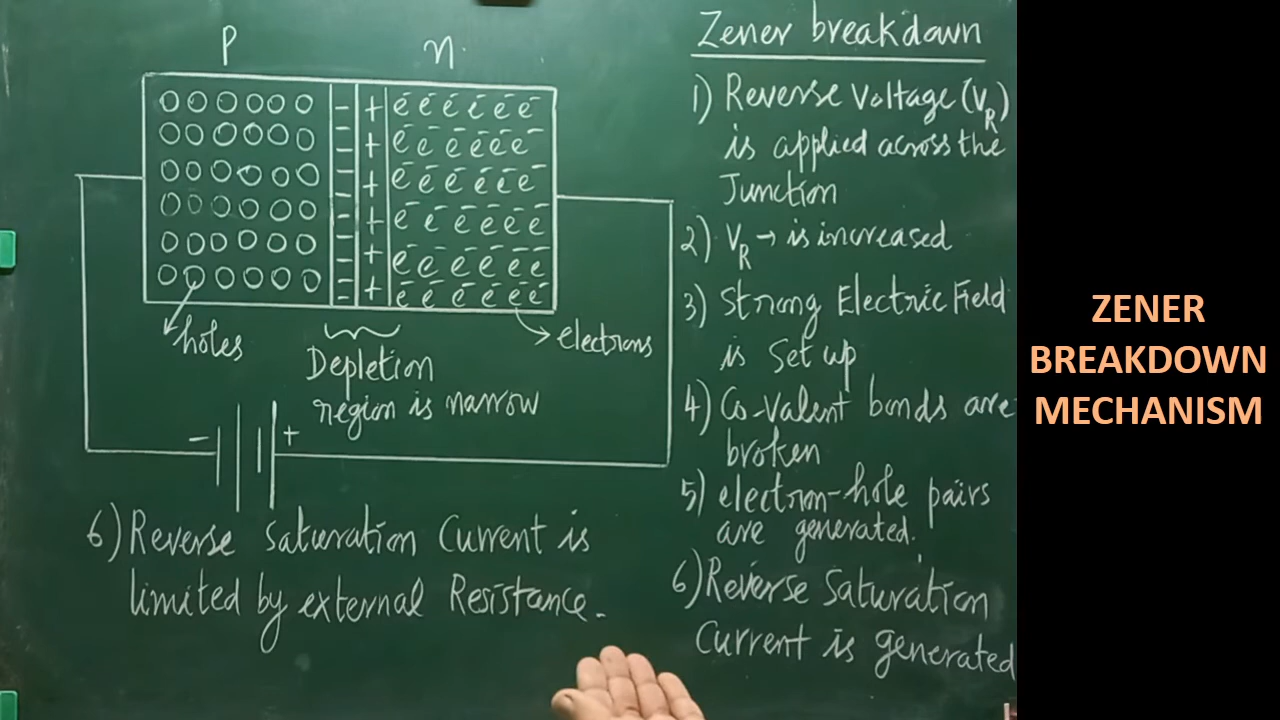 P
n
- + e⁻ e⁻ e⁻ e⁻ e⁻ e⁻
- + e⁻ e⁻ e⁻ e⁻ e⁻ e⁻
- + e⁻ e⁻ e⁻ e⁻ e⁻ e⁻
- + e⁻ e⁻ e⁻ e⁻ e⁻ e⁻
- + e⁻ e⁻ e⁻ e⁻ e⁻ e⁻
- + e⁻ e⁻ e⁻ e⁻ e⁻ e⁻
holes
electrons
Depletion
region is narrow
- +
Zener breakdown
1) Reverse Voltage (V_R)
is applied across the
Junction
2) V_R → is increased
3) Strong Electric Field
is Set up
4) Co-Valent bonds are
broken
5) electron-hole pairs
are generated.
6) Reverse Saturation
Current is generated
6) Reverse Saturation Current is
limited by external Resistance.
ZENER
BREAKDOWN
MECHANISM